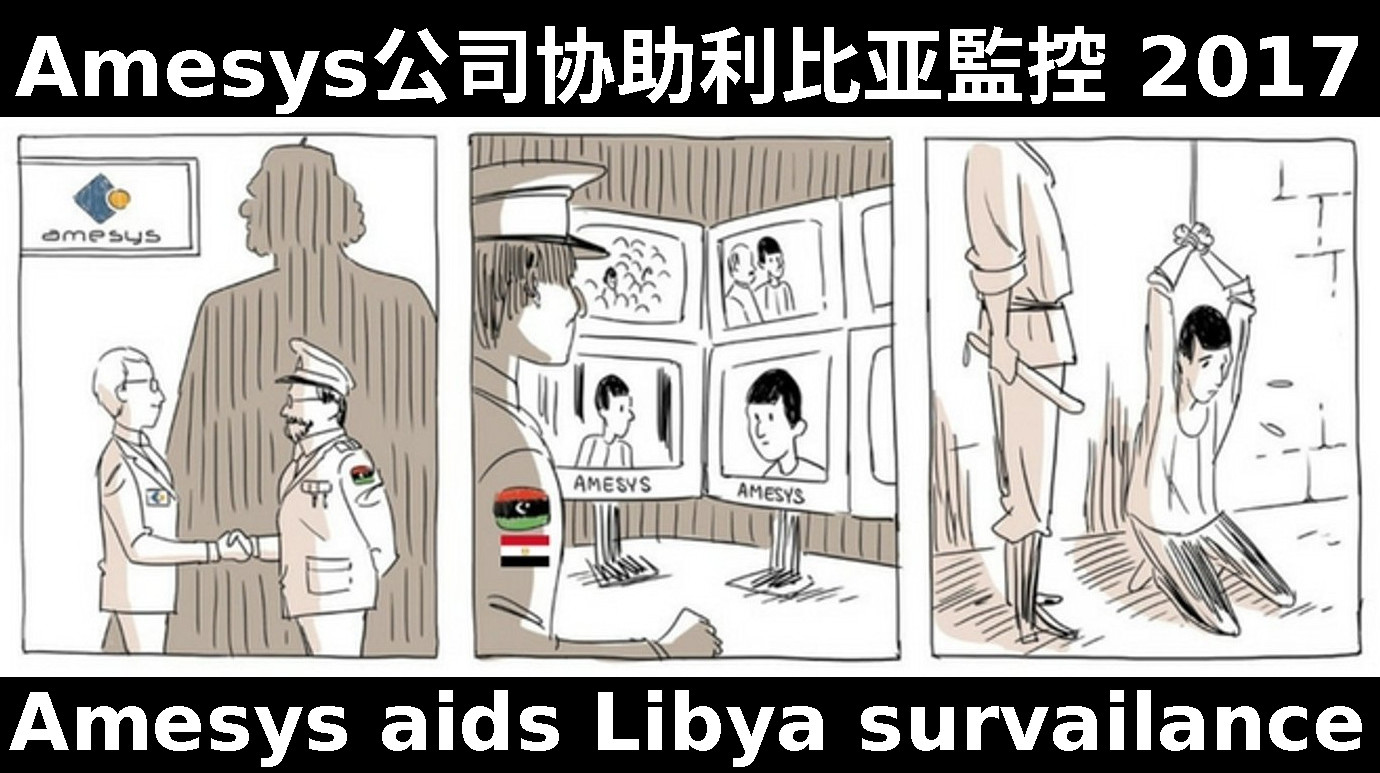 Amesys公司协助利比亚監控 2017
amesys
AMESYS
AMESYS
Amesys aids Libya survailance